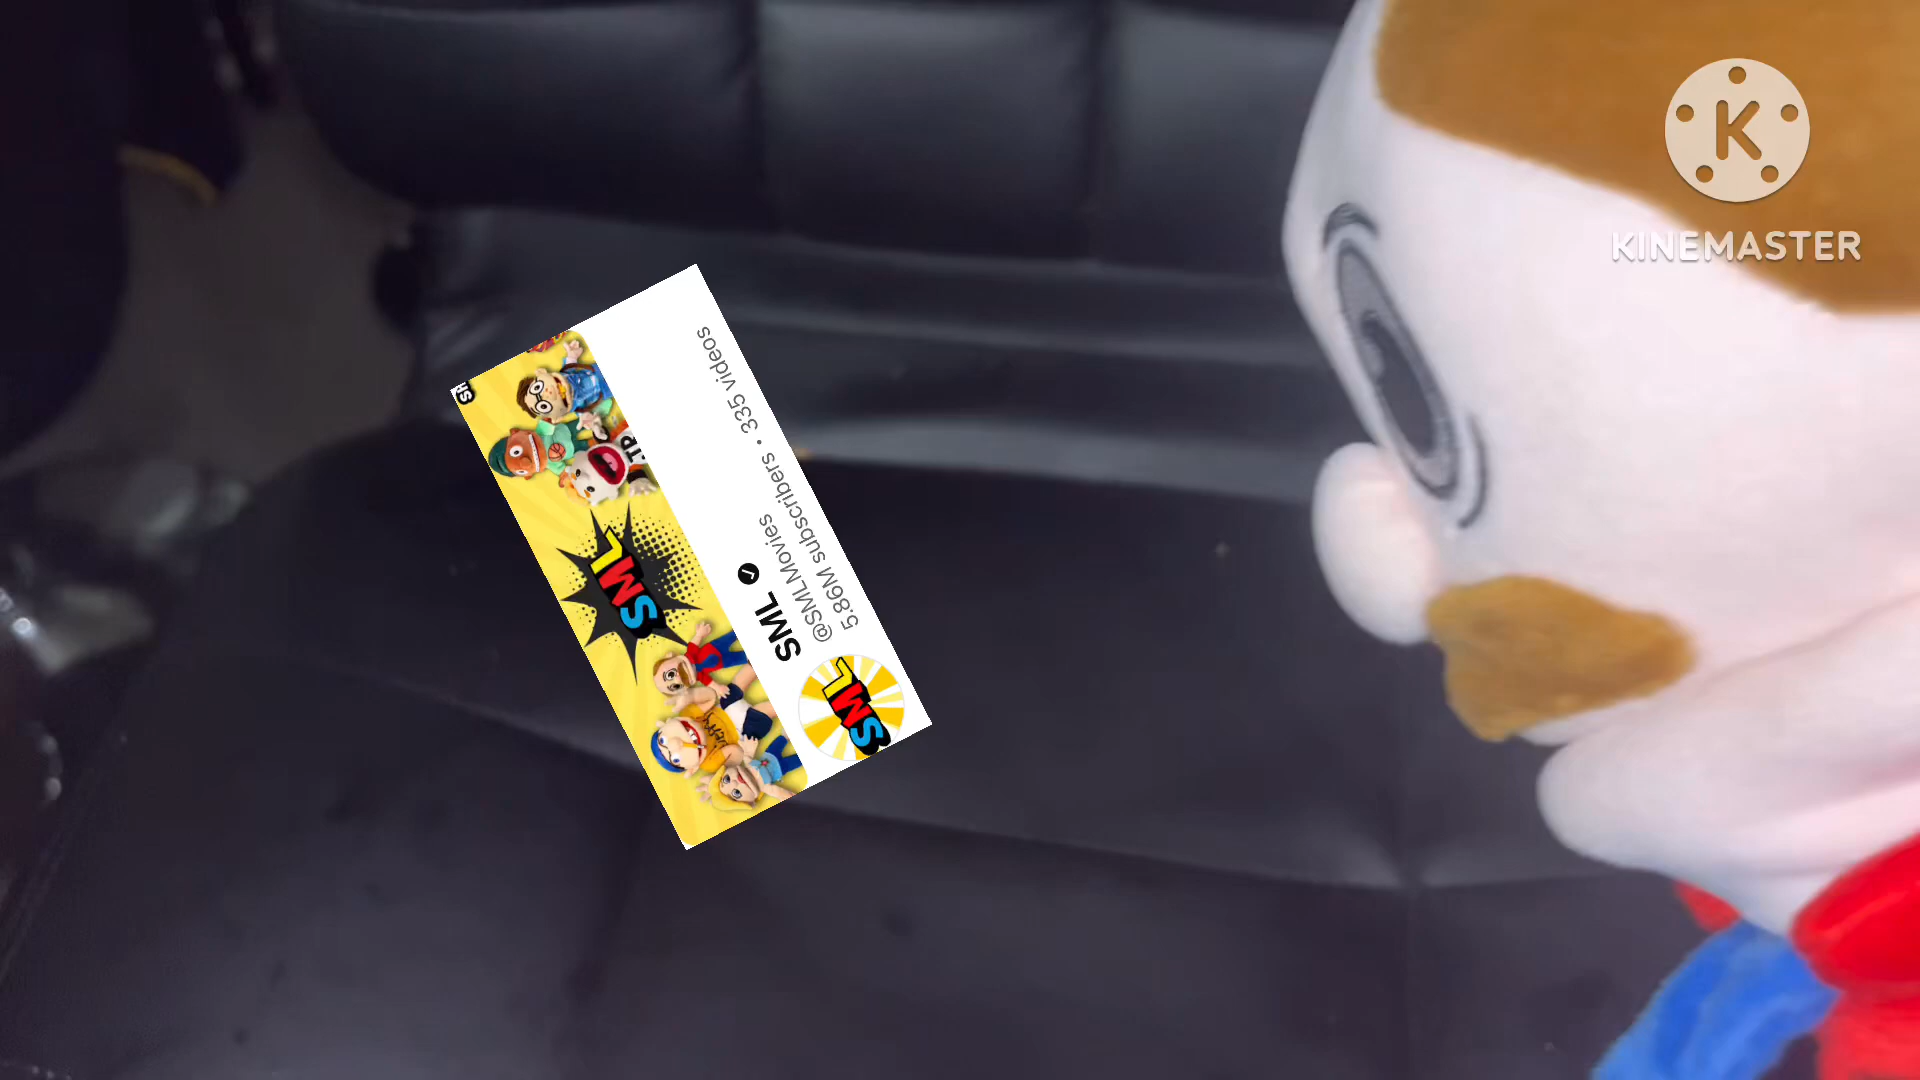 KINEMASTER
SML
SML
@SMLMovies
5.86M subscribers • 335 videos
SML